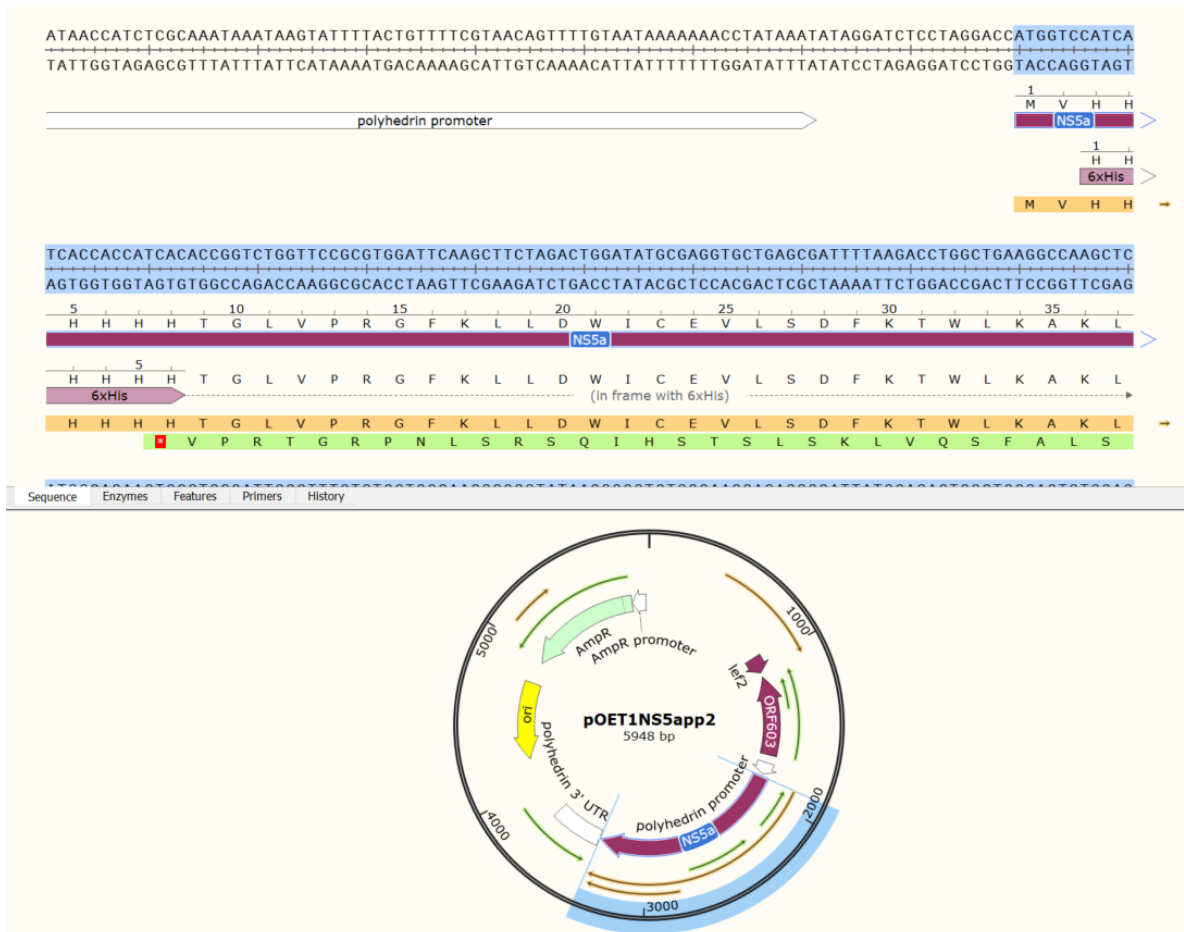 ATAACCATCTCGCAAATAAATAAGTATTTTACTGTTTTCGTAACAGTTTTGTAATAAAAAAACCTATAAATATAGGATCTCCTAGGACCATGGTCCATCA
TATTGGTAGAGCGTTTATTTATTCATAAAATGACAAAAGCATTGTCAAAACATTATTTTTTTGGATATTTATATCCTAGAGGATCCTGGTACCAGGTAGT
1
M V H H
polyhedrin promoter
NS5a
1
H H
6xHis
M V H H
TCACCACCATCACACCGGTCTGGTTCCGCGTGGATTCAAGCTTCTAGACTGGATATGCGAGGTGCTGAGCGATTTTAAGACCTGGCTGAAGGCCAAGCTC
AGTGGTGGTAGTGTGGCCAGACCAAGGCGCACCTAAGTTCGAAGATCTGACCTATACGCTCCACGACTCGCTAAAATTCTGGACCGACTTCCGGTTCGAG
5 10 15 20 25 30 35
H H H H T G L V P R G F K L L D W I C E V L S D F K T W L K A K L
NS5a
5
H H H H T G L V P R G F K L L D W I C E V L S D F K T W L K A K L
6xHis
(in frame with 6xHis)
H H H H T G L V P R G F K L L D W I C E V L S D F K T W L K A K L
* V P R T G R P N L S R S Q I H S T S L S K L V Q S F A L S
Sequence Enzymes Features Primers History
1000
5000
AmpR
AmpR promoter
lef2
ORF603
ori
pOET1NS5app2
5948 bp
polyhedrin promoter
polyhedrin 3' UTR
2000
4000
NS5a
3000